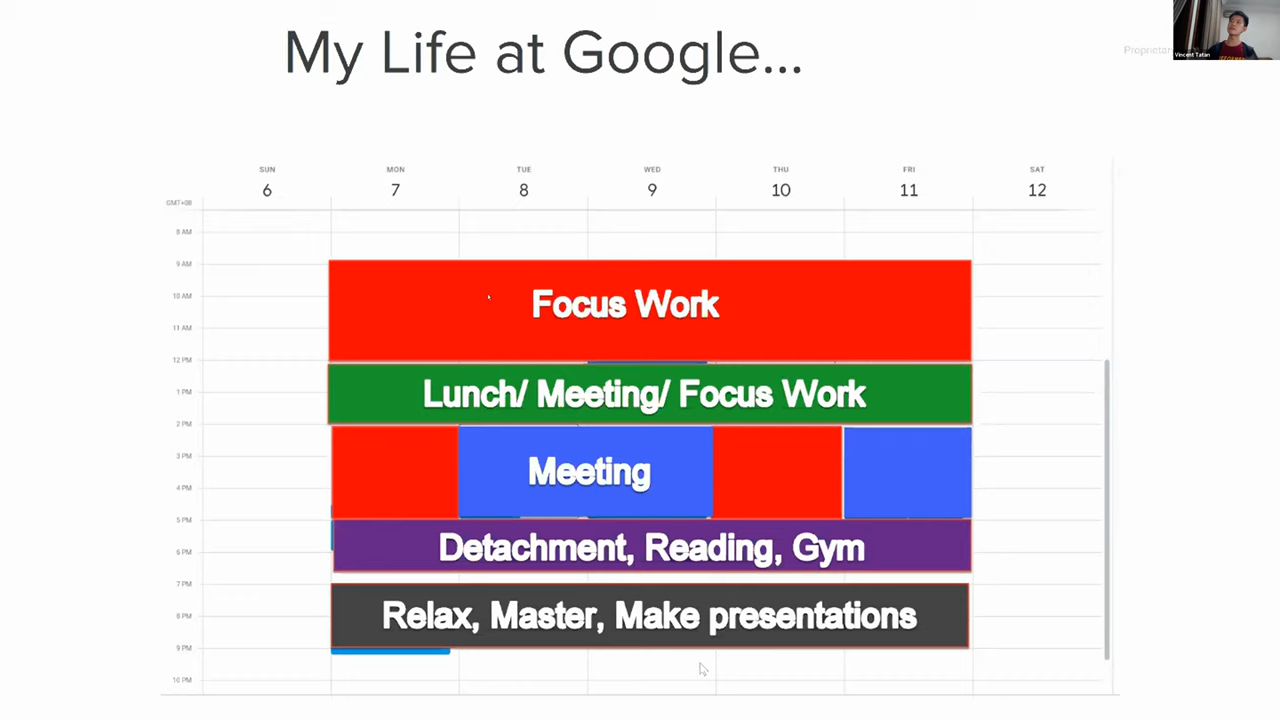 My Life at Google...
Proprietar
Vincent Tatan
SUN MON TUE WED THU FRI SAT
6 7 8 9 10 11 12
GMT+08
8 AM
9 AM
10 AM
Focus Work
11 AM
12 PM
1 PM
Lunch/ Meeting/ Focus Work
2 PM
3 PM
Meeting
4 PM
5 PM
Detachment, Reading, Gym
6 PM
7 PM
8 PM
Relax, Master, Make presentations
9 PM
10 PM